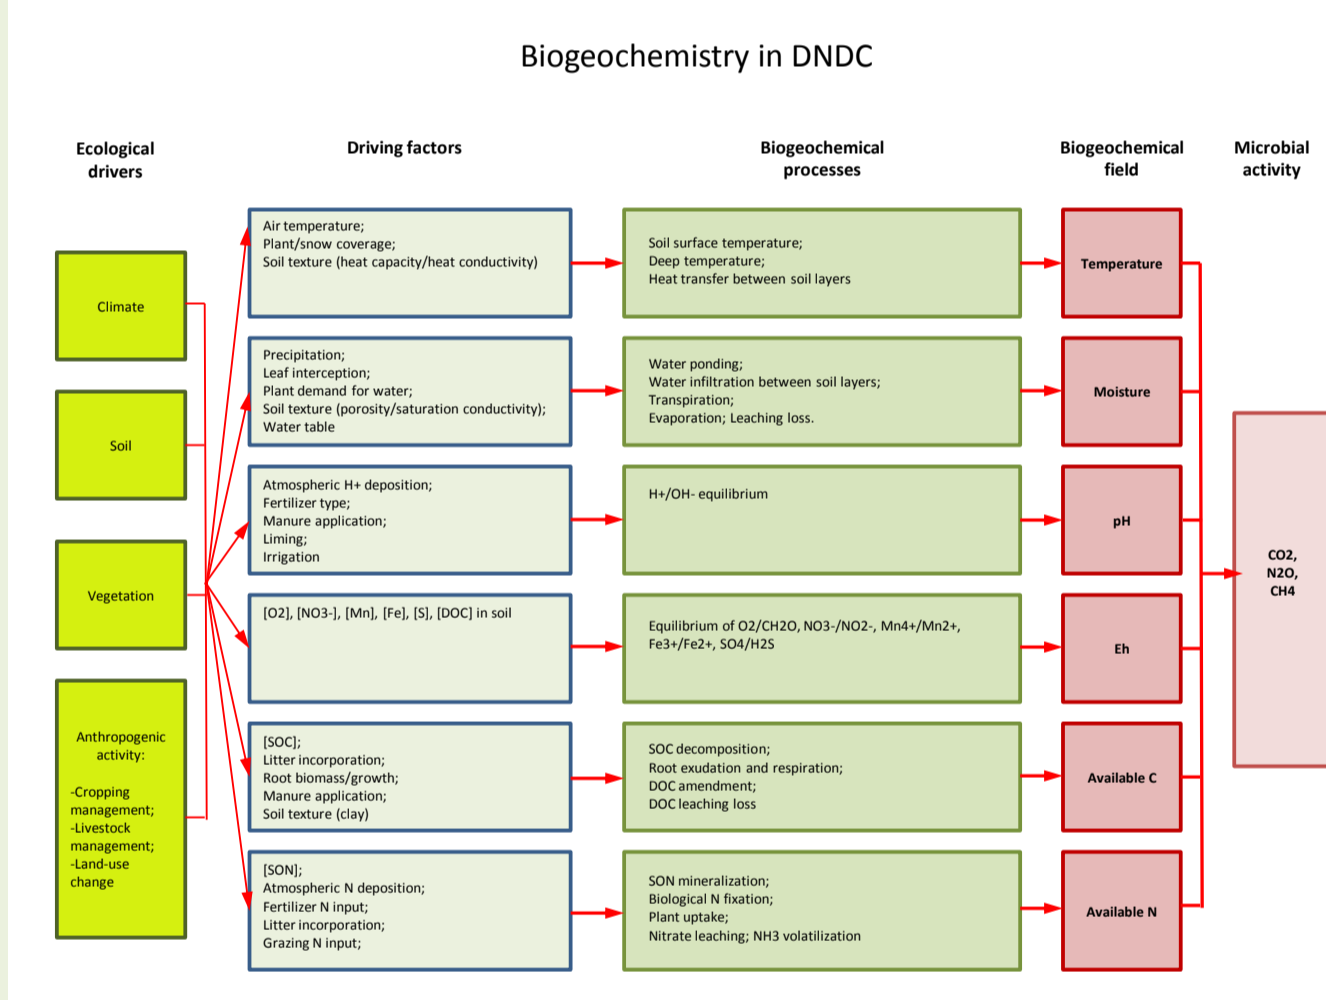 Biogeochemistry in DNDC
Ecological
drivers
Driving factors
Biogeochemical
processes
Biogeochemical
field
Microbial
activity
Climate
Soil
Vegetation
Anthropogenic
activity:
-Cropping
management;
-Livestock
management;
-Land-use
change
Air temperature;
Plant/snow coverage;
Soil texture (heat capacity/heat conductivity)
Soil surface temperature;
Deep temperature;
Heat transfer between soil layers
Temperature
Precipitation;
Leaf interception;
Plant demand for water;
Soil texture (porosity/saturation conductivity);
Water table
Water ponding;
Water infiltration between soil layers;
Transpiration;
Evaporation; Leaching loss.
Moisture
Atmospheric H+ deposition;
Fertilizer type;
Manure application;
Liming;
Irrigation
H+/OH- equilibrium
pH
[O2], [NO3-], [Mn], [Fe], [S], [DOC] in soil
Equilibrium of O2/CH2O, NO3-/NO2-, Mn4+/Mn2+,
Fe3+/Fe2+, SO4/H2S
Eh
[SOC];
Litter incorporation;
Root biomass/growth;
Manure application;
Soil texture (clay)
SOC decomposition;
Root exudation and respiration;
DOC amendment;
DOC leaching loss
Available C
[SON];
Atmospheric N deposition;
Fertilizer N input;
Litter incorporation;
Grazing N input;
SON mineralization;
Biological N fixation;
Plant uptake;
Nitrate leaching; NH3 volatilization
Available N
CO2,
N2O,
CH4